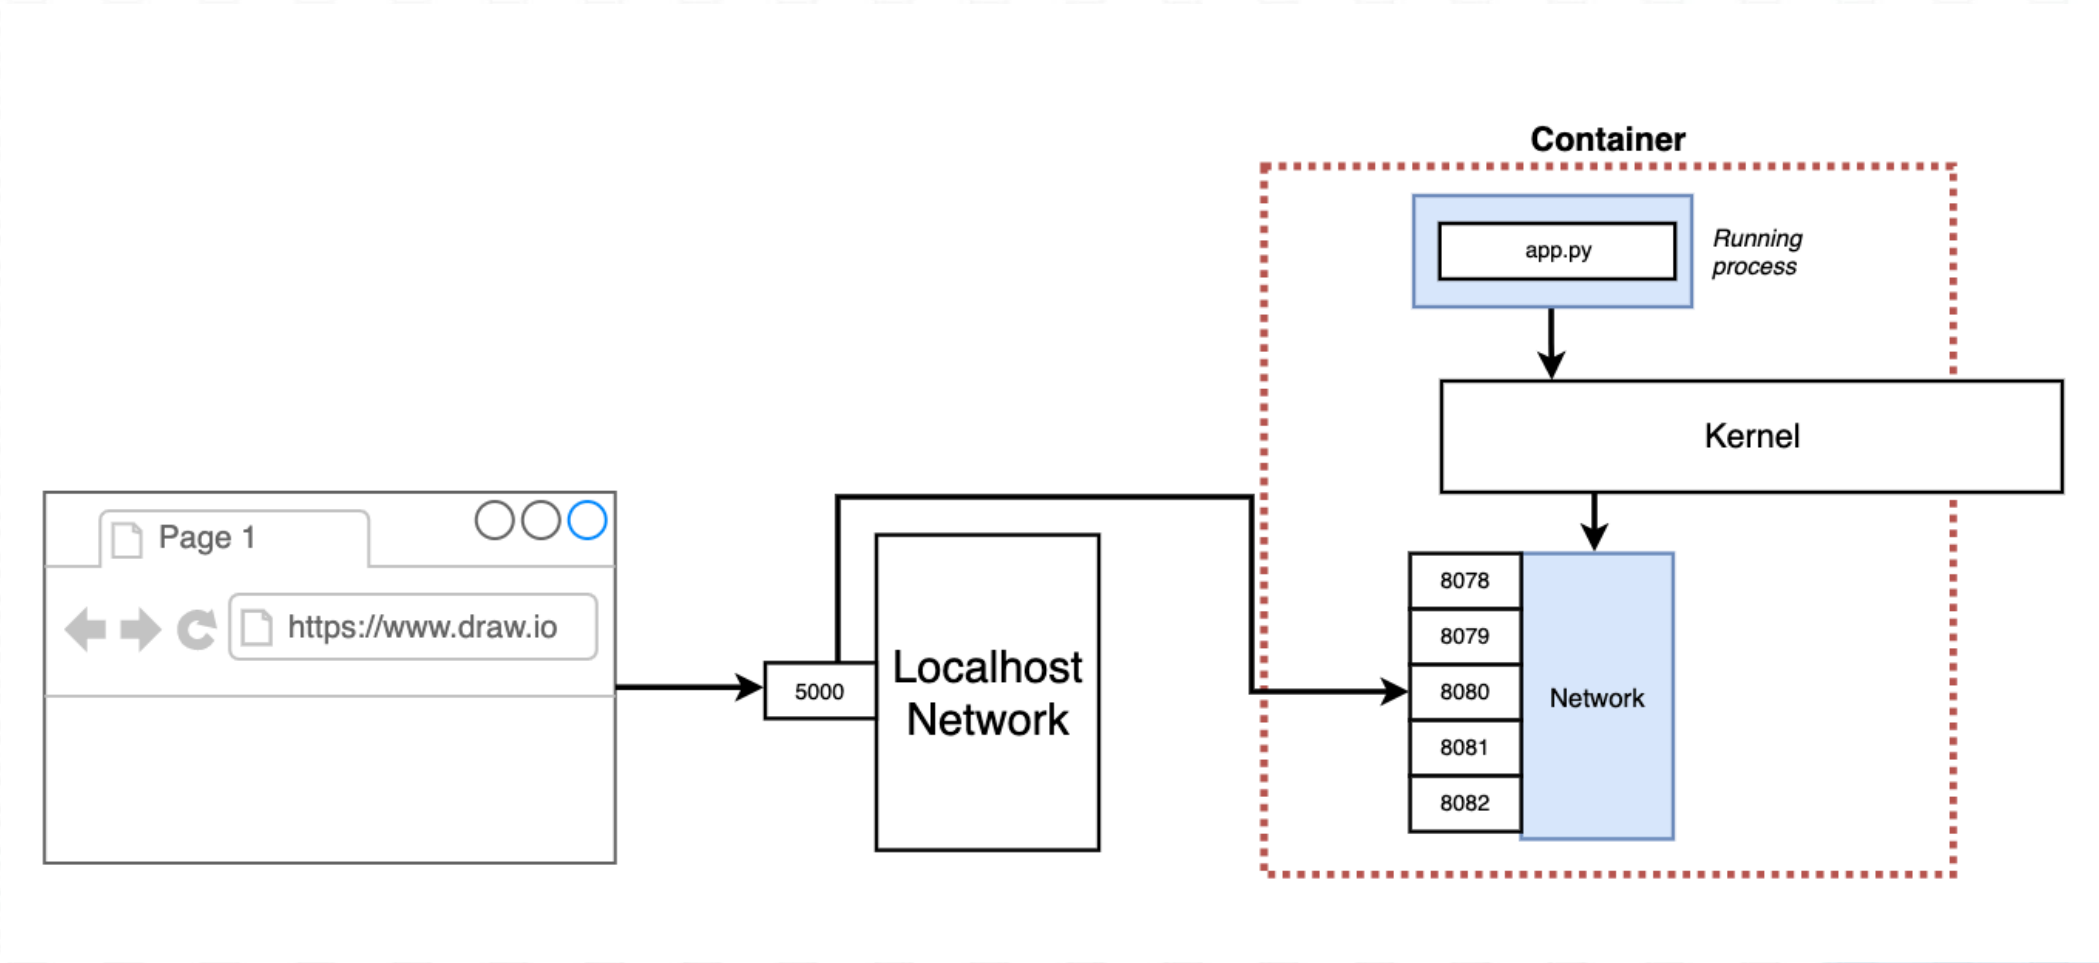 Container
app.py
Running
process
Kernel
Page 1
https://www.draw.io
5000
Localhost
Network
8078
8079
8080
8081
8082
Network